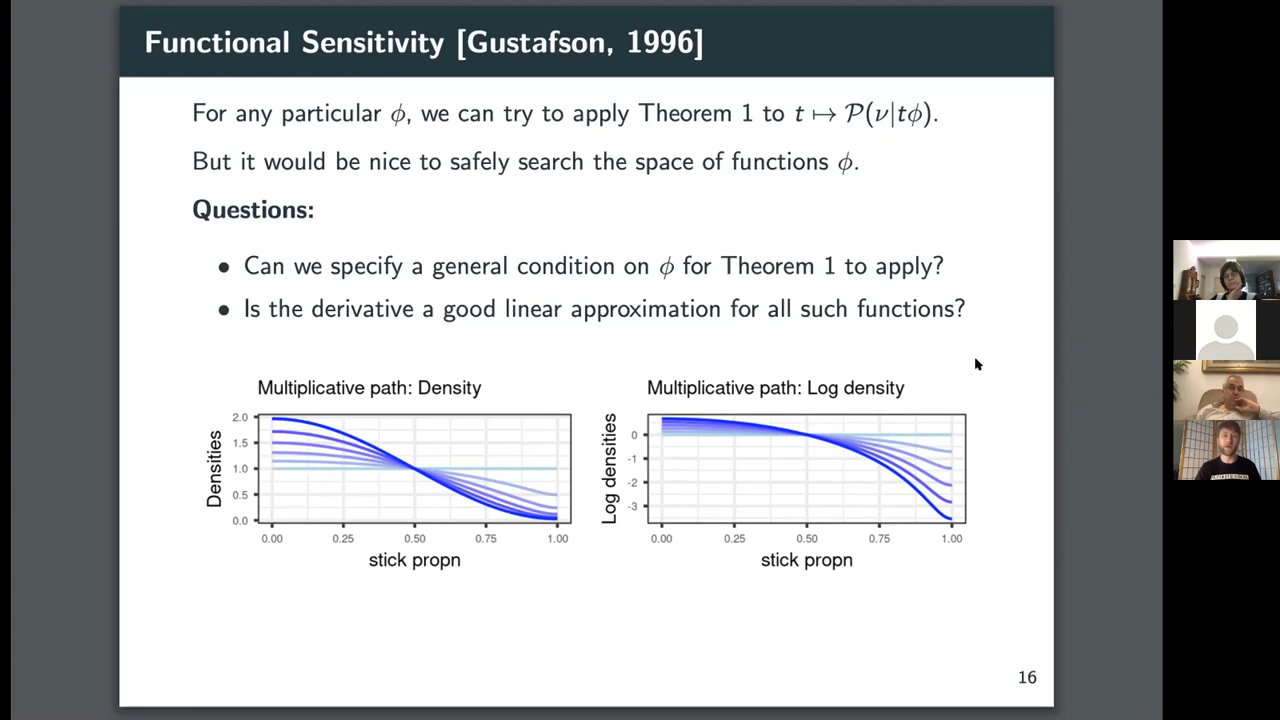 Functional Sensitivity [Gustafson, 1996]
For any particular ϕ, we can try to apply Theorem 1 to t ↦ 𝒫(ν|tϕ).
But it would be nice to safely search the space of functions ϕ.
Questions:
• Can we specify a general condition on ϕ for Theorem 1 to apply?
• Is the derivative a good linear approximation for all such functions?
Multiplicative path: Density
Densities
2.0
1.5
1.0
0.5
0.0
0.00 0.25 0.50 0.75 1.00
stick propn
Multiplicative path: Log density
Log densities
0
-1
-2
-3
0.00 0.25 0.50 0.75 1.00
stick propn
16